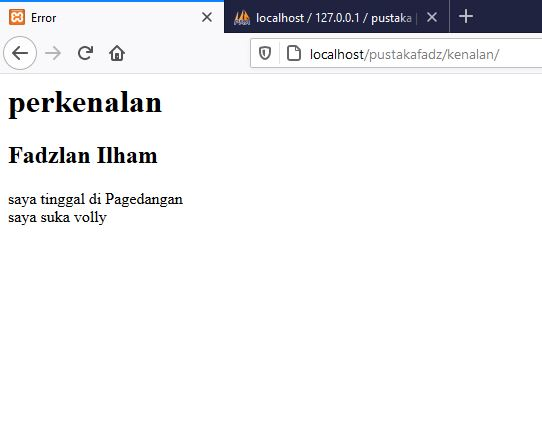 Error
localhost / 127.0.0.1 / pustaka |
localhost/pustakafadz/kenalan/
perkenalan
Fadzlan Ilham
saya tinggal di Pagedangan
saya suka volly